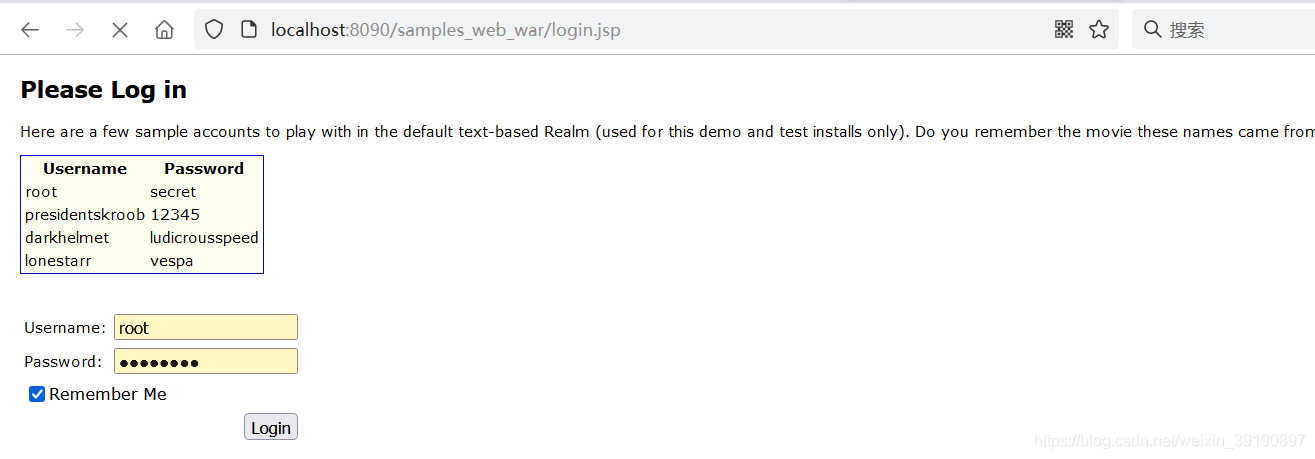 localhost:8090/samples_web_war/login.jsp
搜索
Please Log in
Here are a few sample accounts to play with in the default text-based Realm (used for this demo and test installs only). Do you remember the movie these names came from
Username Password
root secret
presidentskroob 12345
darkhelmet ludicrousspeed
lonestarr vespa
Username: root
Password: ●●●●●●●●
Remember Me
Login
https://blog.csdn.net/weixin_39190897